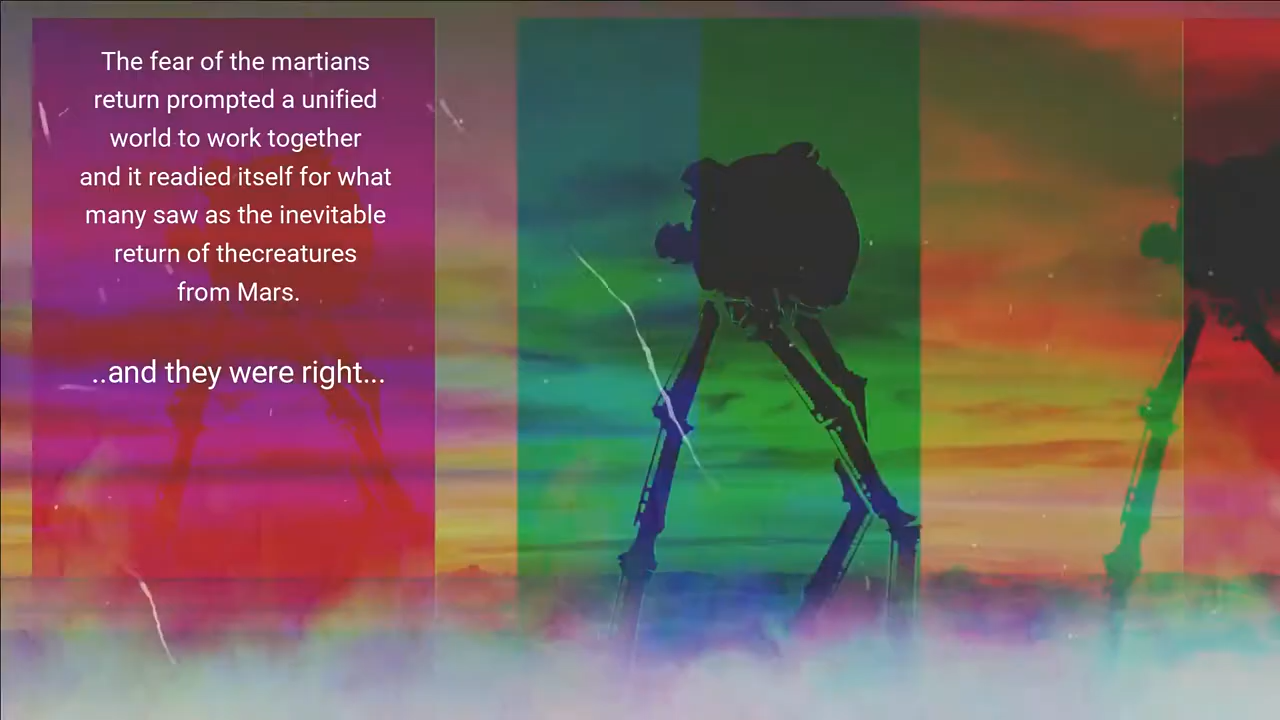 The fear of the martians
return prompted a unified
world to work together
and it readied itself for what
many saw as the inevitable
return of thecreatures
from Mars.
..and they were right...